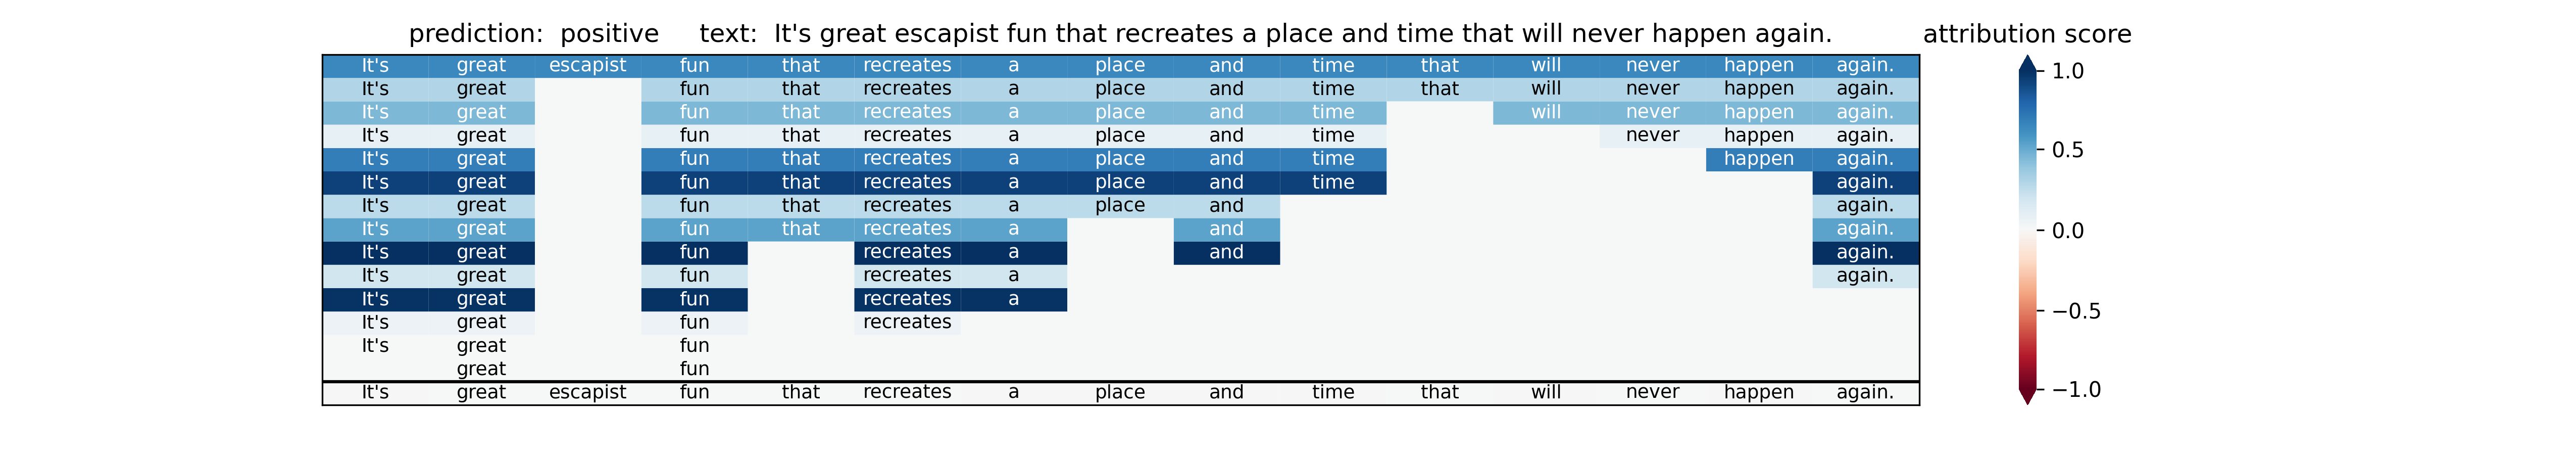 prediction: positive text: It's great escapist fun that recreates a place and time that will never happen again. attribution score
It's great escapist fun that recreates a place and time that will never happen again.
It's great fun that recreates a place and time that will never happen again.
It's great fun that recreates a place and time will never happen again.
It's great fun that recreates a place and time never happen again.
It's great fun that recreates a place and time happen again.
It's great fun that recreates a place and time again.
It's great fun that recreates a place and again.
It's great fun that recreates a and again.
It's great fun recreates a and again.
It's great fun recreates a again.
It's great fun recreates a
It's great fun recreates
It's great fun
great fun
It's great escapist fun that recreates a place and time that will never happen again.
1.0
0.5
0.0
−0.5
−1.0